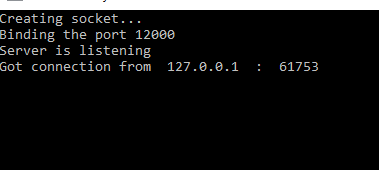 Creating socket...
Binding the port 12000
Server is listening
Got connection from  127.0.0.1  :  61753